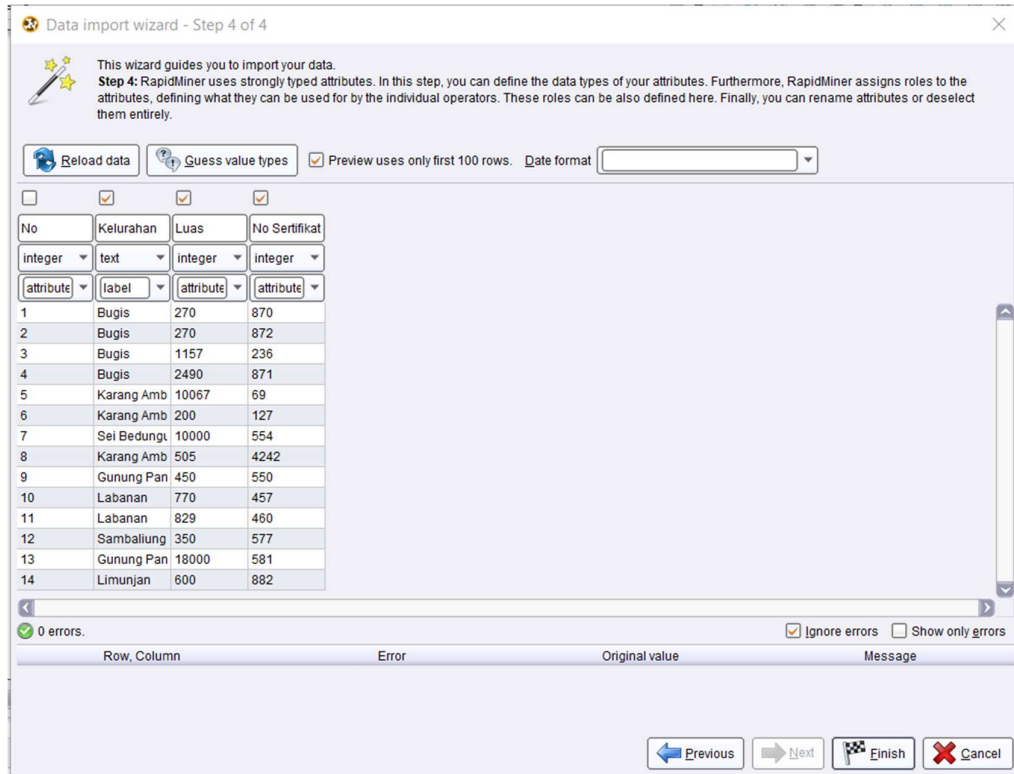 Data import wizard - Step 4 of 4
This wizard guides you to import your data.
Step 4: RapidMiner uses strongly typed attributes. In this step, you can define the data types of your attributes. Furthermore, RapidMiner assigns roles to the
attributes, defining what they can be used for by the individual operators. These roles can be also defined here. Finally, you can rename attributes or deselect
them entirely.
Reload data Guess value types Preview uses only first 100 rows. Date format
No Kelurahan Luas No Sertifikat
integer text integer integer
attribute label attribute attribute
1 Bugis 270 870
2 Bugis 270 872
3 Bugis 1157 236
4 Bugis 2490 871
5 Karang Amb 10067 69
6 Karang Amb 200 127
7 Sei Bedungu 10000 554
8 Karang Amb 505 4242
9 Gunung Pan 450 550
10 Labanan 770 457
11 Labanan 829 460
12 Sambaliung 350 577
13 Gunung Pan 18000 581
14 Limunjan 600 882
0 errors. Ignore errors Show only errors
Row, Column Error Original value Message
Previous Next Finish Cancel